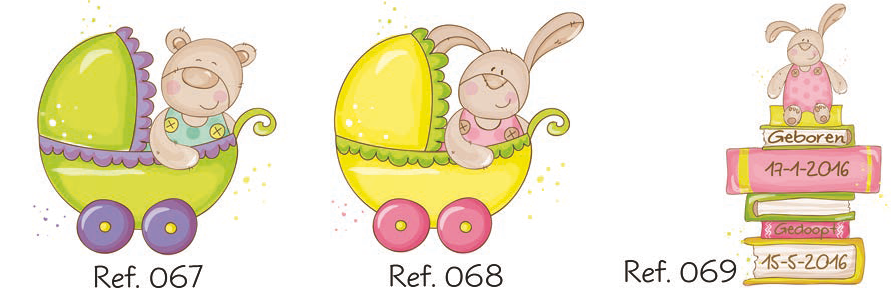 Ref. 067
Ref. 068
Ref. 069
Geboren
17-1-2016
Gedoopt
15-5-2016